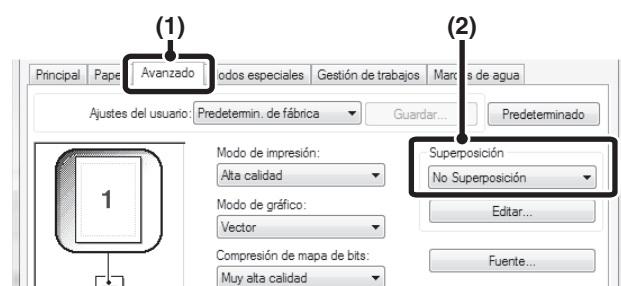 (1) (2)
Principal Pape Avanzado odos especiales Gestión de trabajos Mar s de agua
Ajustes del usuario: Predetermin. de fábrica Guardar... Predeterminado
Modo de impresión: Superposición
Alta calidad No Superposición
1
Modo de gráfico: Editar...
Vector
Compresión de mapa de bits: Fuente...
Muy alta calidad